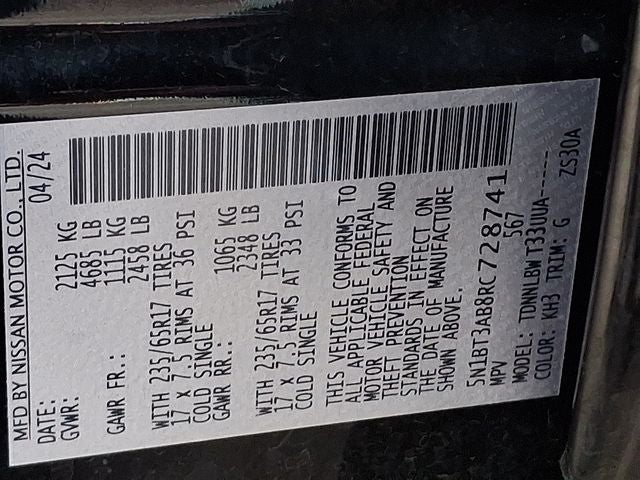 MFD BY NISSAN MOTOR CO., LTD.
DATE: 04/24
GVWR: 2125 KG
4685 LB
GAWR FR.: 1115 KG
2458 LB
WITH 235/65R17 TIRES
17 X 7.5 RIMS AT 36 PSI
COLD SINGLE
GAWR RR.: 1065 KG
2348 LB
WITH 235/65R17 TIRES
17 X 7.5 RIMS AT 33 PSI
COLD SINGLE
THIS VEHICLE CONFORMS TO
ALL APPLICABLE FEDERAL
MOTOR VEHICLE SAFETY AND
THEFT PREVENTION
STANDARDS IN EFFECT ON
THE DATE OF MANUFACTURE
SHOWN ABOVE.
5N1BT3AB8RC728741
MPV 567
MODEL: TDNNLBW T33UUA------
COLOR: KH3 TRIM: G ZS30A